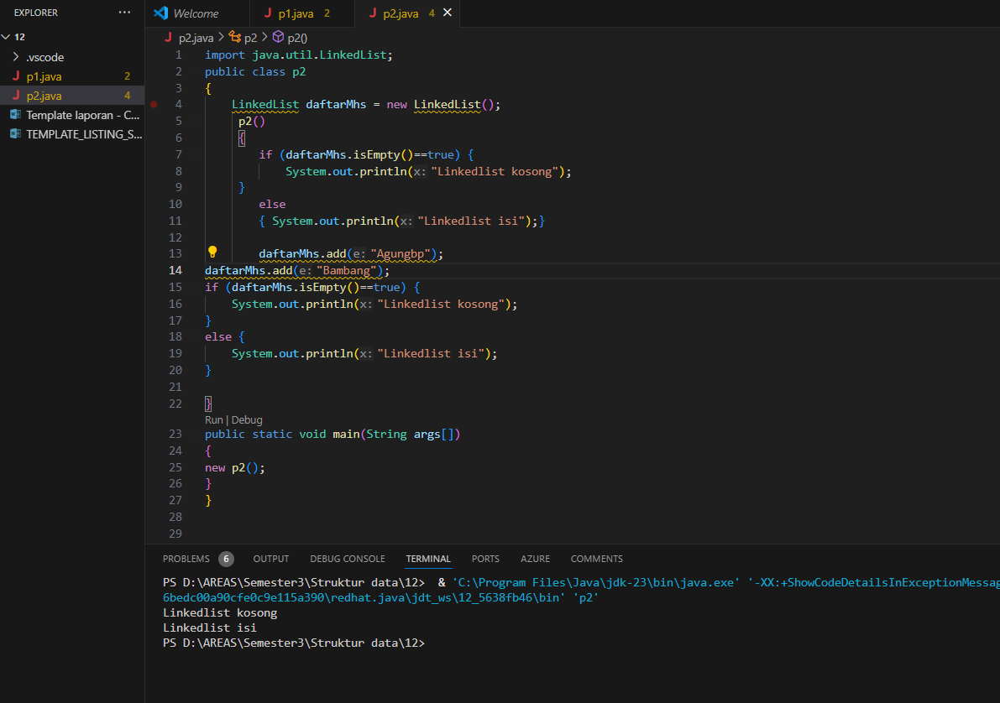 EXPLORER ...
12
.vscode
p1.java 2
p2.java 4
Template laporan - C...
TEMPLATE_LISTING_S...
Welcome
p1.java 2
p2.java 4
p2.java > p2 > p2()
1 import java.util.LinkedList;
2 public class p2
3 {
4 LinkedList daftarMhs = new LinkedList();
5 p2()
6 {
7 if (daftarMhs.isEmpty()==true) {
8 System.out.println(x: "Linkedlist kosong");
9 }
10 else
11 { System.out.println(x: "Linkedlist isi");}
12
13 daftarMhs.add(e: "Agungbp");
14 daftarMhs.add(e: "Bambang");
15 if (daftarMhs.isEmpty()==true) {
16 System.out.println(x: "Linkedlist kosong");
17 }
18 else {
19 System.out.println(x: "Linkedlist isi");
20 }
21
22 }
Run | Debug
23 public static void main(String args[])
24 {
25 new p2();
26 }
27 }
28
29
PROBLEMS 6 OUTPUT DEBUG CONSOLE TERMINAL PORTS AZURE COMMENTS
PS D:\AREAS\Semester3\Struktur data\12> & 'C:\Program Files\Java\jdk-23\bin\java.exe' '-XX:+ShowCodeDetailsInExceptionMessag
6bedc00a90cfe0c9e115a390\redhat.java\jdt_ws\12_5638fb46\bin' 'p2'
Linkedlist kosong
Linkedlist isi
PS D:\AREAS\Semester3\Struktur data\12>